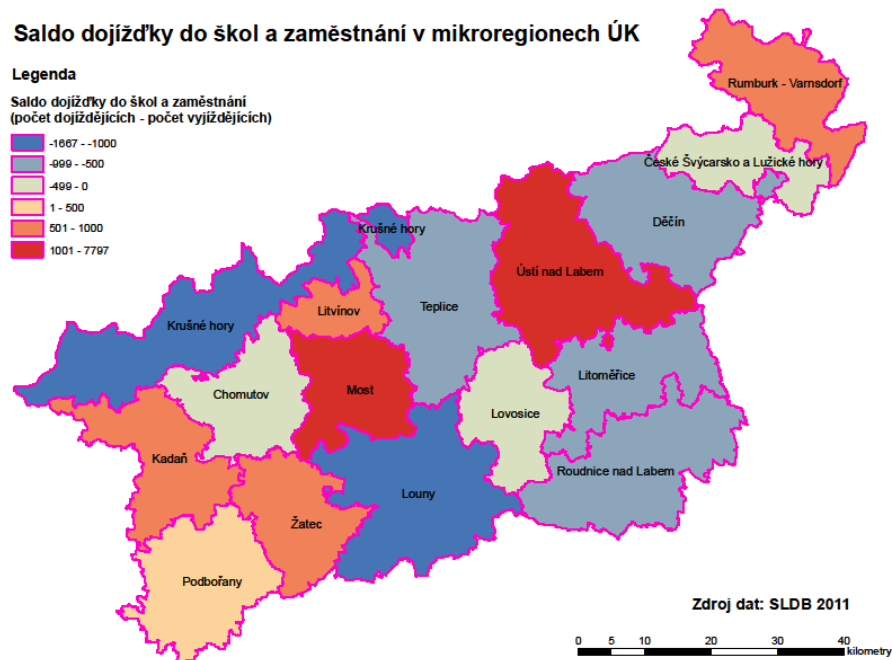 Saldo dojížďky do škol a zaměstnání v mikroregionech ÚK
Legenda
Saldo dojížďky do škol a zaměstnání
(počet dojíždějících - počet vyjíždějících)
-1667 - -1000
-999 - -500
-499 - 0
1 - 500
501 - 1000
1001 - 7797
Rumburk - Varnsdorf
České Švýcarsko a Lužické hory
Děčín
Krušné hory
Ústí nad Labem
Teplice
Litvínov
Krušné hory
Litoměřice
Chomutov
Most
Lovosice
Kadaň
Roudnice nad Labem
Louny
Žatec
Podbořany
Zdroj dat: SLDB 2011
0 5 10 20 30 40
kilometry